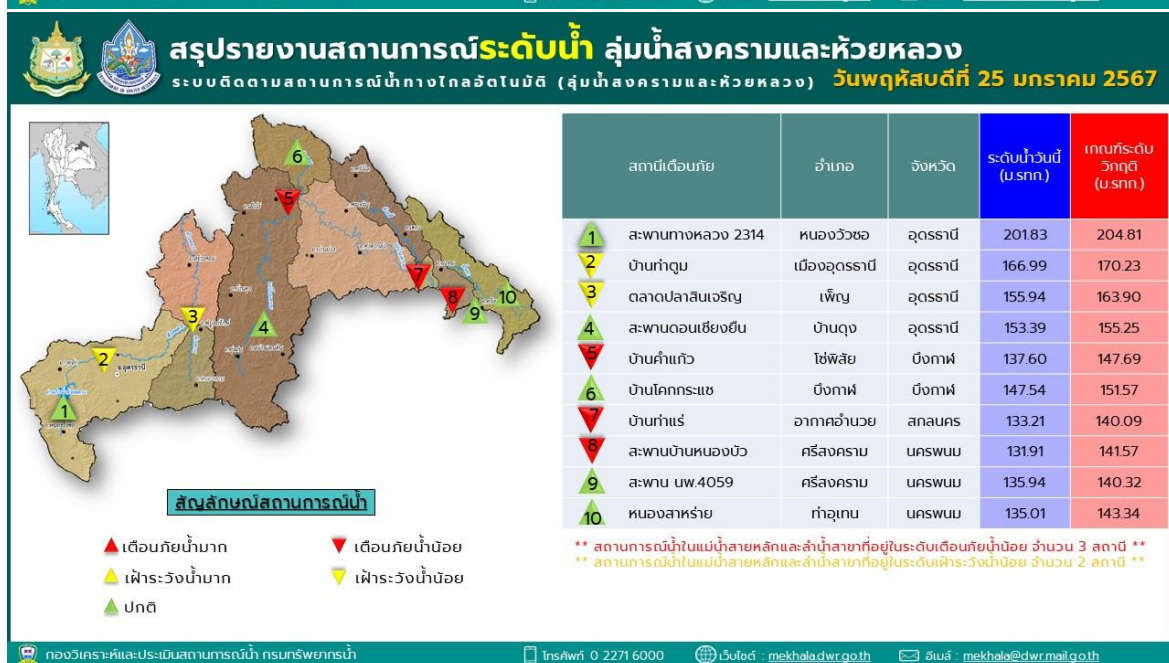 สรุปรายงานสถานการณ์ระดับน้ำ ลุ่มน้ำสงครามและห้วยหลวง
ระบบติดตามสถานการณ์น้ำทางไกลอัตโนมัติ (ลุ่มน้ำสงครามและห้วยหลวง) วันพฤหัสบดีที่ 25 มกราคม 2567
สถานีเตือนภัย อำเภอ จังหวัด ระดับน้ำวันนี้ (ม.รทก.) เกณฑ์ระดับวิกฤติ (ม.รทก.)
1 สะพานทางหลวง 2314 หนองวัวซอ อุดรธานี 201.83 204.81
2 บ้านท่าตูม เมืองอุดรธานี อุดรธานี 166.99 170.23
3 ตลาดปลาสินเจริญ เพ็ญ อุดรธานี 155.94 163.90
4 สะพานดอนเชียงยืน บ้านดุง อุดรธานี 153.39 155.25
5 บ้านคำแก้ว โซ่พิสัย บึงกาฬ 137.60 147.69
6 บ้านโคกกระแซ บึงกาฬ บึงกาฬ 147.54 151.57
7 บ้านท่าแร่ อากาศอำนวย สกลนคร 133.21 140.09
8 สะพานบ้านหนองบัว ศรีสงคราม นครพนม 131.91 141.57
9 สะพาน นพ.4059 ศรีสงคราม นครพนม 135.94 140.32
10 หนองสาหร่าย ท่าอุเทน นครพนม 135.01 143.34
** สถานการณ์น้ำในแม่น้ำสายหลักและลำน้ำสาขาที่อยู่ในระดับเตือนภัยน้ำน้อย จำนวน 3 สถานี **
** สถานการณ์น้ำในแม่น้ำสายหลักและลำน้ำสาขาที่อยู่ในระดับเฝ้าระวังน้ำน้อย จำนวน 2 สถานี **
6
5
7
8
10
9
3
4
2
จ.อุดรธานี
1
สัญลักษณ์สถานการณ์น้ำ
เตือนภัยน้ำมาก เตือนภัยน้ำน้อย
เฝ้าระวังน้ำมาก เฝ้าระวังน้ำน้อย
ปกติ
กองวิเคราะห์และประเมินสถานการณ์น้ำ กรมทรัพยากรน้ำ โทรศัพท์ 0 2271 6000 เว็บไซต์ : mekhala.dwr.go.th อีเมล์ : mekhala@dwr.mail.go.th